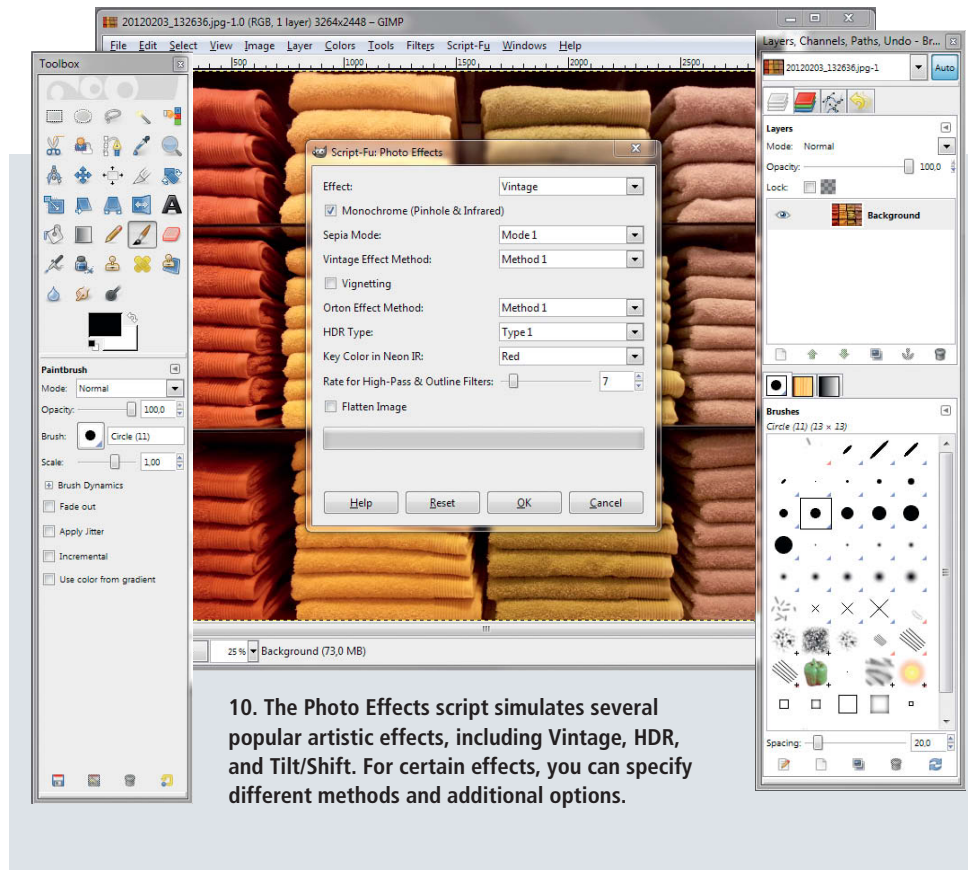 20120203_132636.jpg-1.0 (RGB, 1 layer) 3264x2448 – GIMP
File Edit Select View Image Layer Colors Tools Filters Script-Fu Windows Help
500 1000 1500 2000 2500
Toolbox
Paintbrush
Mode: Normal
Opacity: 100,0
Brush: Circle (11)
Scale: 1,00
Brush Dynamics
Fade out
Apply Jitter
Incremental
Use color from gradient
Script-Fu: Photo Effects
Effect: Vintage
Monochrome (Pinhole & Infrared)
Sepia Mode: Mode 1
Vintage Effect Method: Method 1
Vignetting
Orton Effect Method: Method 1
HDR Type: Type 1
Key Color in Neon IR: Red
Rate for High-Pass & Outline Filters: 7
Flatten Image
Help Reset OK Cancel
25 % Background (73,0 MB)
Layers, Channels, Paths, Undo - Br...
20120203_132636.jpg-1 Auto
Layers
Mode: Normal
Opacity: 100,0
Lock:
Background
Brushes
Circle (11) (13 × 13)
Spacing: 20,0
10. The Photo Effects script simulates several
popular artistic effects, including Vintage, HDR,
and Tilt/Shift. For certain effects, you can specify
different methods and additional options.